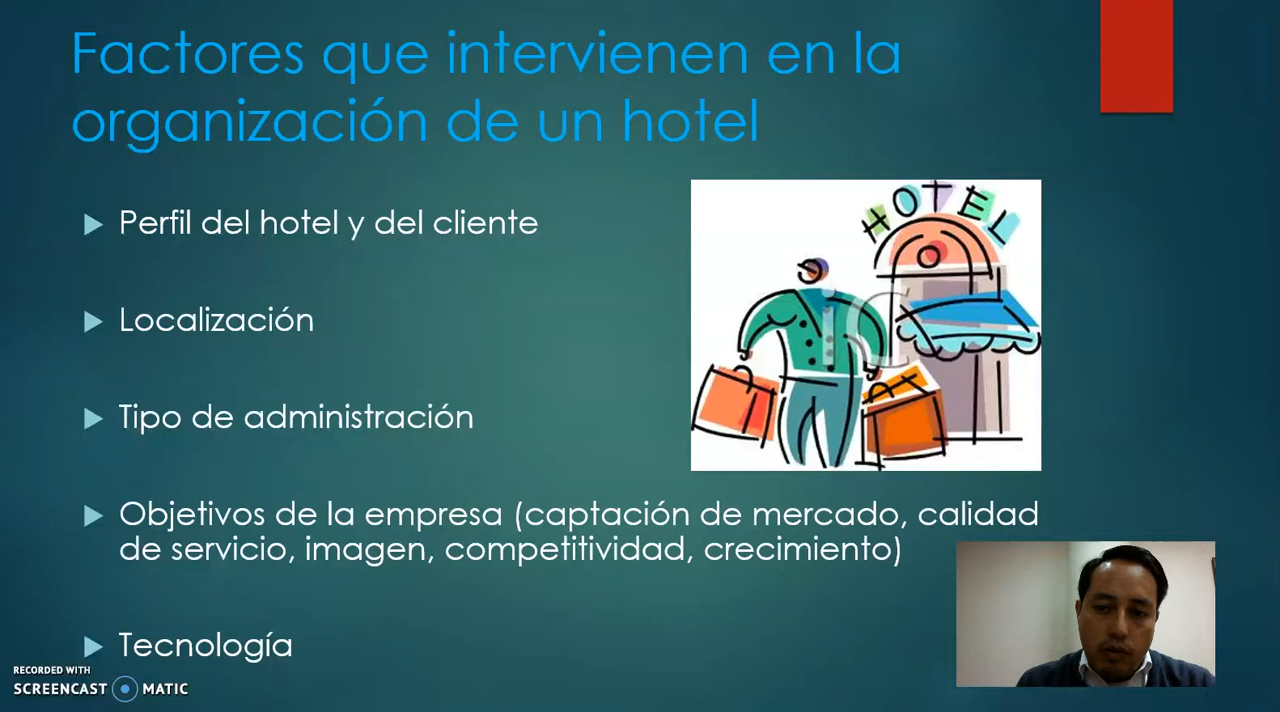 Factores que intervienen en la
organización de un hotel
Perfil del hotel y del cliente
HOTEL
Localización
Tipo de administración
Objetivos de la empresa (captación de mercado, calidad
de servicio, imagen, competitividad, crecimiento)
Tecnología
RECORDED WITH
SCREENCAST MATIC